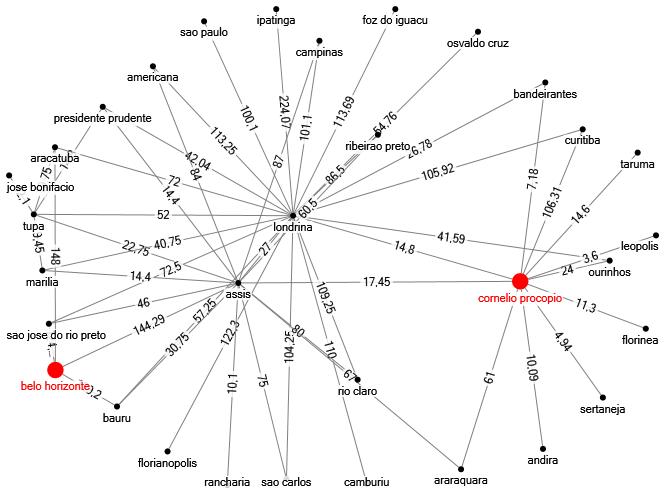 ipatinga
foz do iguacu
sao paulo
osvaldo cruz
campinas
americana
bandeirantes
224,07
113,69
100,1
54,76
presidente prudente
101,1
curitiba
113,25
ribeirao preto
26,78
aracatuba
42,04
taruma
75
84
87
86,5
105,92
7,18
jose bonifacio
72
14,4
106,31
14,6
52
60,5
tupa
londrina
leopolis
148
22,75
40,75
27
14,8
41,59
3,6
marilia
14,4
72,5
24
ourinhos
assis
17,45
109,25
cornelio procopio
46
57,25
11,3
sao jose do rio preto
144,29
122,3
80
florinea
30,75
104,25
110
4,94
belo horizonte
67
61
10,09
10,1
75
rio claro
sertaneja
bauru
florianopolis
andira
araraquara
rancharia
sao carlos
camburiu